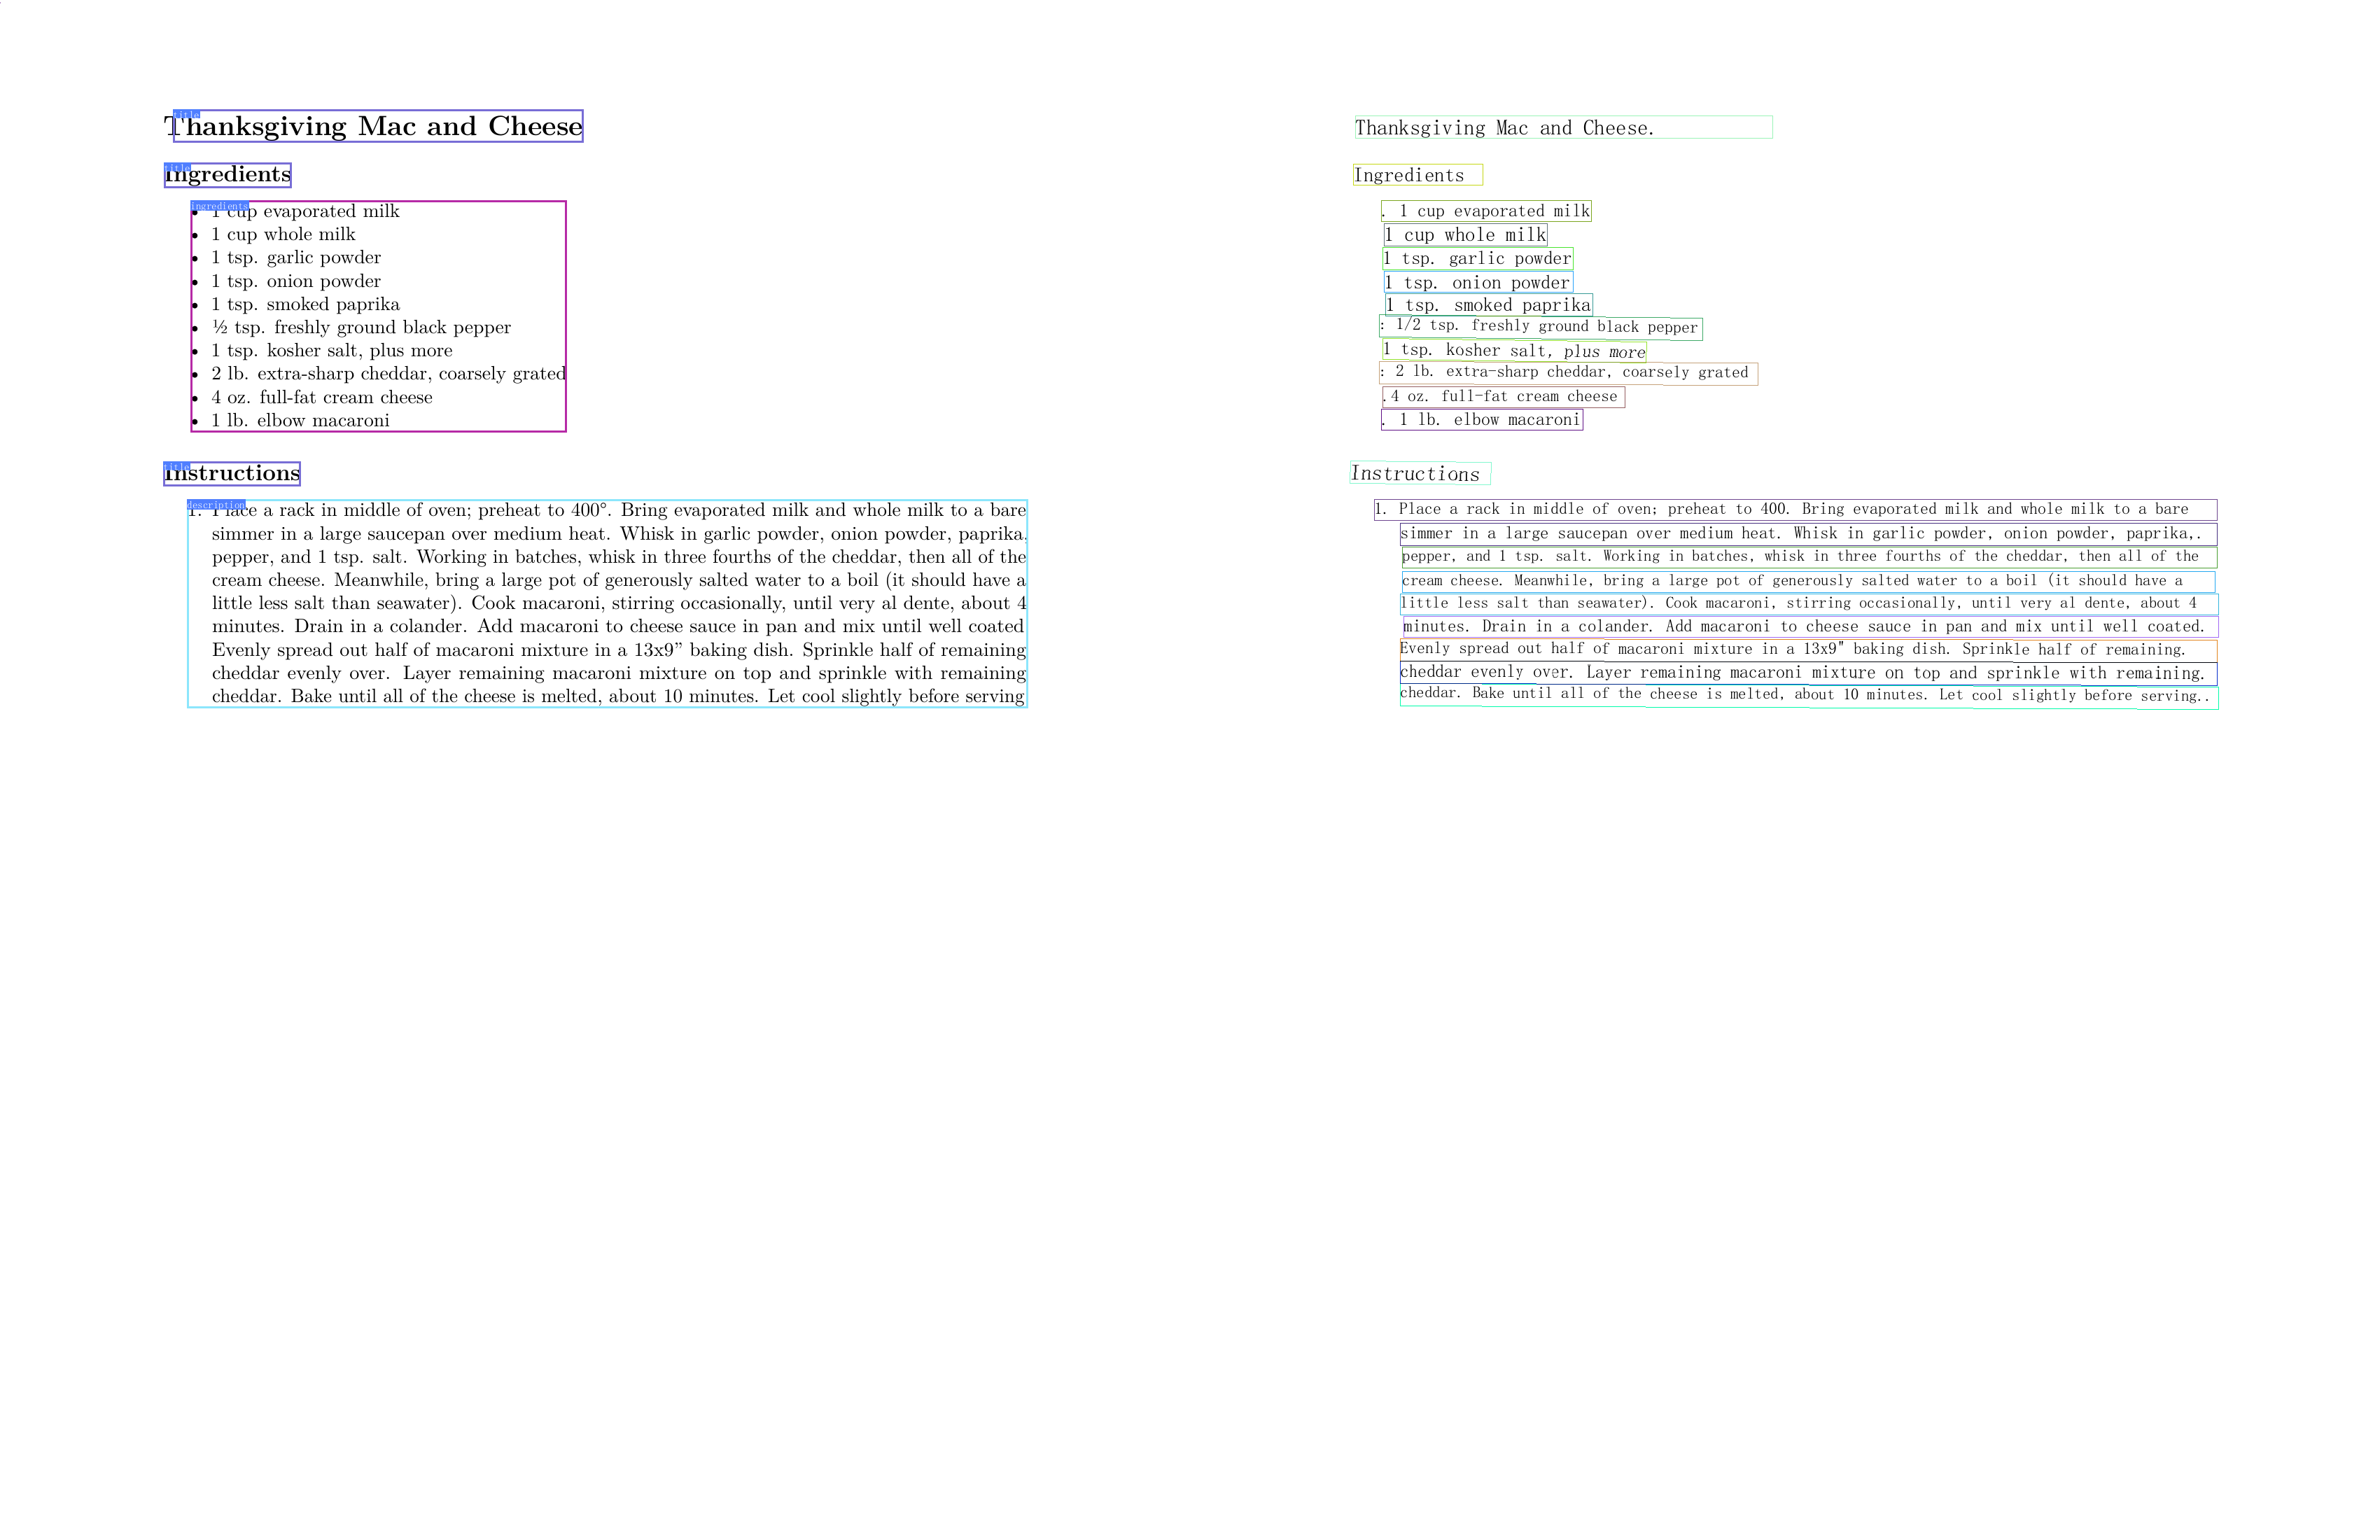 title
Thanksgiving Mac and Cheese
title
Ingredients
ingredients
• 1 cup evaporated milk
• 1 cup whole milk
• 1 tsp. garlic powder
• 1 tsp. onion powder
• 1 tsp. smoked paprika
• ½ tsp. freshly ground black pepper
• 1 tsp. kosher salt, plus more
• 2 lb. extra-sharp cheddar, coarsely grated
• 4 oz. full-fat cream cheese
• 1 lb. elbow macaroni
title
Instructions
description
1. Place a rack in middle of oven; preheat to 400°. Bring evaporated milk and whole milk to a bare
simmer in a large saucepan over medium heat. Whisk in garlic powder, onion powder, paprika,
pepper, and 1 tsp. salt. Working in batches, whisk in three fourths of the cheddar, then all of the
cream cheese. Meanwhile, bring a large pot of generously salted water to a boil (it should have a
little less salt than seawater). Cook macaroni, stirring occasionally, until very al dente, about 4
minutes. Drain in a colander. Add macaroni to cheese sauce in pan and mix until well coated
Evenly spread out half of macaroni mixture in a 13x9” baking dish. Sprinkle half of remaining
cheddar evenly over. Layer remaining macaroni mixture on top and sprinkle with remaining
cheddar. Bake until all of the cheese is melted, about 10 minutes. Let cool slightly before serving
Thanksgiving Mac and Cheese.
Ingredients
. 1 cup evaporated milk
1 cup whole milk
1 tsp. garlic powder
1 tsp. onion powder
1 tsp. smoked paprika
: 1/2 tsp. freshly ground black pepper
1 tsp. kosher salt, plus more
: 2 lb. extra-sharp cheddar, coarsely grated
.4 oz. full-fat cream cheese
. 1 lb. elbow macaroni
Instructions
1. Place a rack in middle of oven; preheat to 400. Bring evaporated milk and whole milk to a bare
simmer in a large saucepan over medium heat. Whisk in garlic powder, onion powder, paprika,.
pepper, and 1 tsp. salt. Working in batches, whisk in three fourths of the cheddar, then all of the
cream cheese. Meanwhile, bring a large pot of generously salted water to a boil (it should have a
little less salt than seawater). Cook macaroni, stirring occasionally, until very al dente, about 4
minutes. Drain in a colander. Add macaroni to cheese sauce in pan and mix until well coated.
Evenly spread out half of macaroni mixture in a 13x9" baking dish. Sprinkle half of remaining.
cheddar evenly over. Layer remaining macaroni mixture on top and sprinkle with remaining.
cheddar. Bake until all of the cheese is melted, about 10 minutes. Let cool slightly before serving..